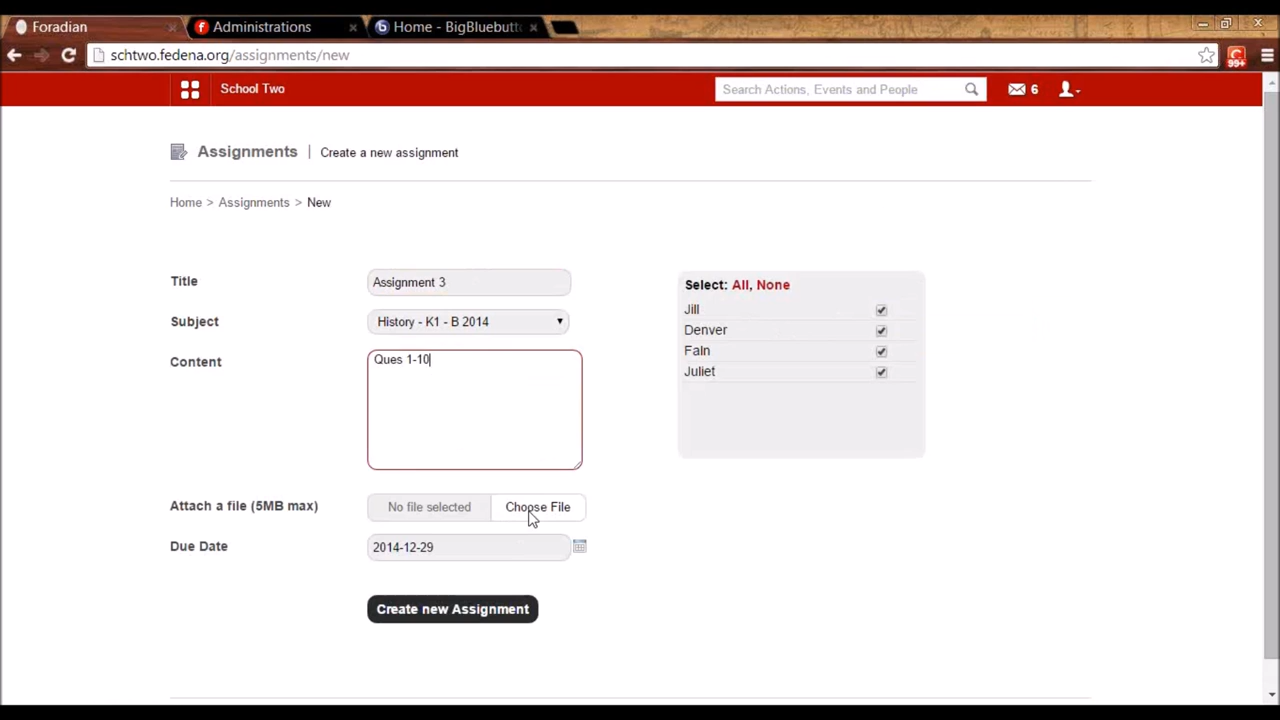 Foradian
Administrations
Home - BigBluebutto
schtwo.fedena.org/assignments/new
99+
School Two
Search Actions, Events and People
6
Assignments | Create a new assignment
Home > Assignments > New
Title
Assignment 3
Subject
History - K1 - B 2014
Content
Ques 1-10
Attach a file (5MB max)
No file selected
Choose File
Due Date
2014-12-29
Create new Assignment
Select: All, None
Jill
Denver
Faln
Juliet